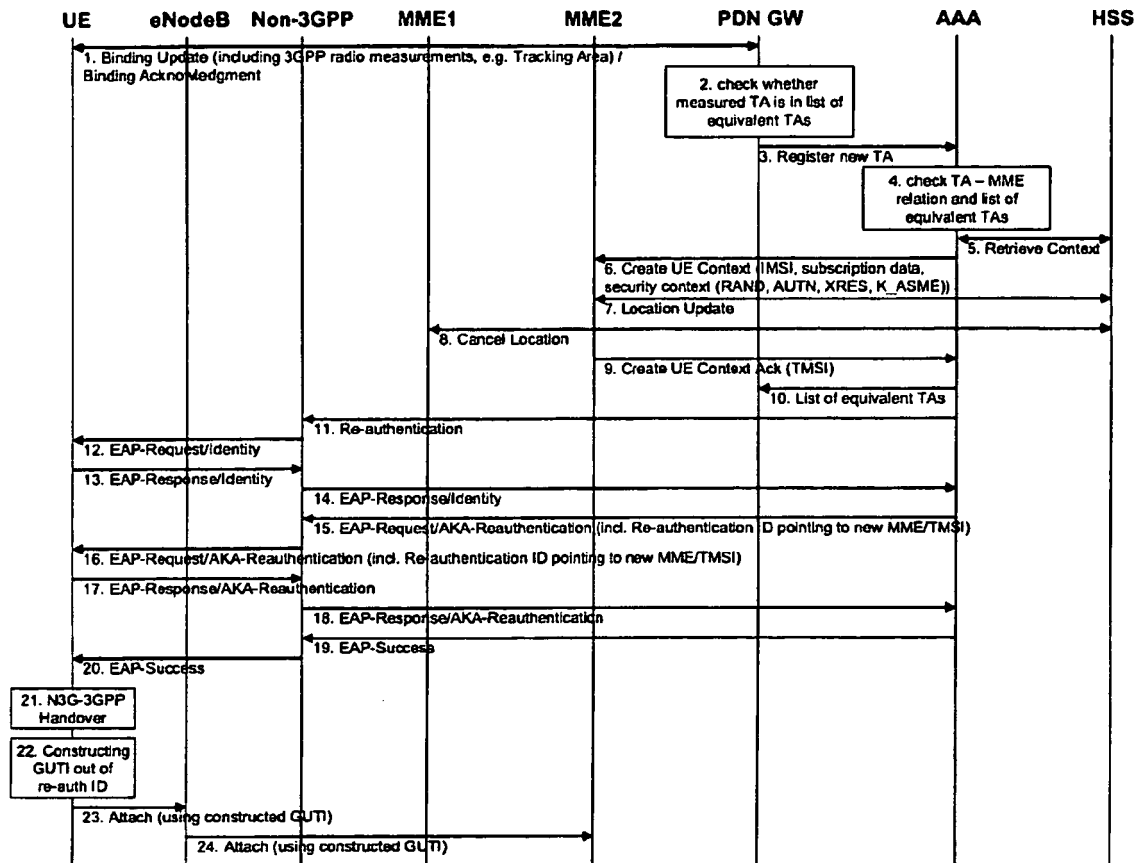 UE eNodeB Non-3GPP MME1 MME2 PDN GW AAA HSS
1. Binding Update (including 3GPP radio measurements, e.g. Tracking Area) /
Binding Acknowledgment
2. check whether
measured TA is in list of
equivalent TAs
3. Register new TA
4. check TA – MME
relation and list of
equivalent TAs
5. Retrieve Context
6. Create UE Context (IMSI, subscription data,
security context (RAND, AUTN, XRES, K_ASME))
7. Location Update
8. Cancel Location
9. Create UE Context Ack (TMSI)
10. List of equivalent TAs
11. Re-authentication
12. EAP-Request/Identity
13. EAP-Response/Identity
14. EAP-Response/Identity
15. EAP-Request/AKA-Reauthentication (incl. Re-authentication ID pointing to new MME/TMSI)
16. EAP-Request/AKA-Reauthentication (incl. Re-authentication ID pointing to new MME/TMSI)
17. EAP-Response/AKA-Reauthentication
18. EAP-Response/AKA-Reauthentication
19. EAP-Success
20. EAP-Success
21. N3G-3GPP
Handover
22. Constructing
GUTI out of
re-auth ID
23. Attach (using constructed GUTI)
24. Attach (using constructed GUTI)